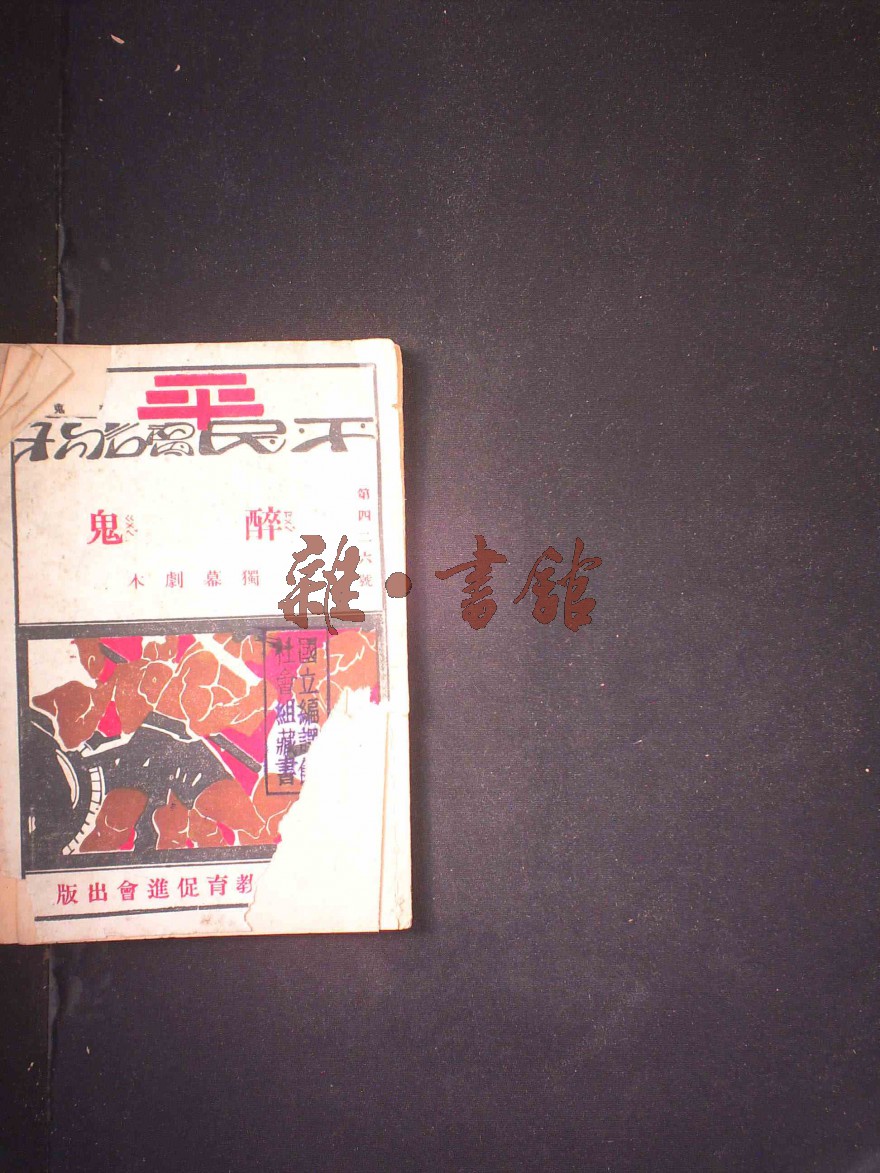 平
平民讀物
第四二六號
醉鬼
獨幕劇本
國立編譯館
社會組藏書
教育促進會出版
雜·書館